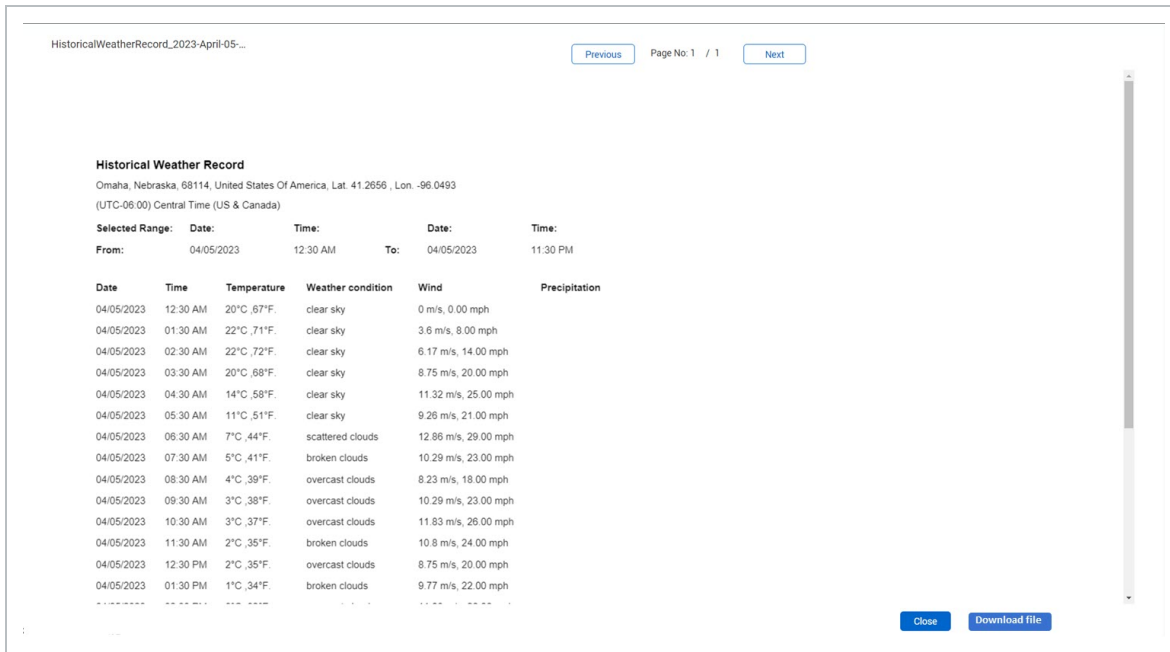 HistoricalWeatherRecord_2023-April-05-...
Previous Page No: 1 / 1 Next
Historical Weather Record
Omaha, Nebraska, 68114, United States Of America, Lat. 41.2656 , Lon. -96.0493
(UTC-06:00) Central Time (US & Canada)
Selected Range: Date: Time: Date: Time:
From: 04/05/2023 12:30 AM To: 04/05/2023 11:30 PM
Date Time Temperature Weather condition Wind Precipitation
04/05/2023 12:30 AM 20°C ,67°F. clear sky 0 m/s, 0.00 mph
04/05/2023 01:30 AM 22°C ,71°F. clear sky 3.6 m/s, 8.00 mph
04/05/2023 02:30 AM 22°C ,72°F. clear sky 6.17 m/s, 14.00 mph
04/05/2023 03:30 AM 20°C ,68°F. clear sky 8.75 m/s, 20.00 mph
04/05/2023 04:30 AM 14°C ,58°F. clear sky 11.32 m/s, 25.00 mph
04/05/2023 05:30 AM 11°C ,51°F. clear sky 9.26 m/s, 21.00 mph
04/05/2023 06:30 AM 7°C ,44°F. scattered clouds 12.86 m/s, 29.00 mph
04/05/2023 07:30 AM 5°C ,41°F. broken clouds 10.29 m/s, 23.00 mph
04/05/2023 08:30 AM 4°C ,39°F. overcast clouds 8.23 m/s, 18.00 mph
04/05/2023 09:30 AM 3°C ,38°F. overcast clouds 10.29 m/s, 23.00 mph
04/05/2023 10:30 AM 3°C ,37°F. overcast clouds 11.83 m/s, 26.00 mph
04/05/2023 11:30 AM 2°C ,35°F. broken clouds 10.8 m/s, 24.00 mph
04/05/2023 12:30 PM 2°C ,35°F. overcast clouds 8.75 m/s, 20.00 mph
04/05/2023 01:30 PM 1°C ,34°F. broken clouds 9.77 m/s, 22.00 mph
Close Download file